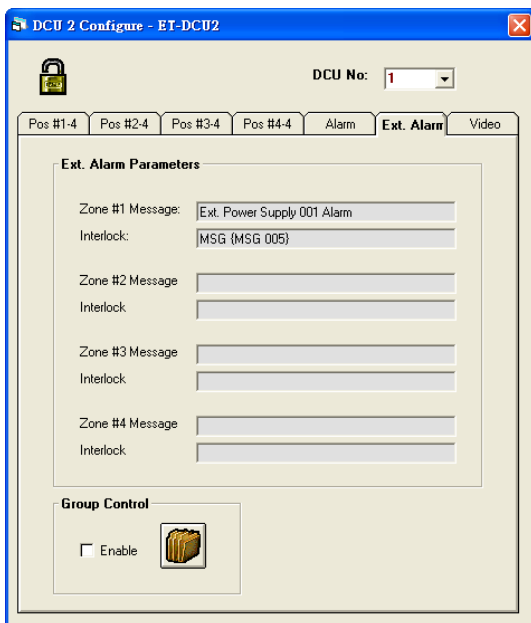 DCU 2 Configure - ET-DCU2
DCU No: 1
Pos #1-4 Pos #2-4 Pos #3-4 Pos #4-4 Alarm Ext. Alarm Video
Ext. Alarm Parameters
Zone #1 Message: Ext. Power Supply 001 Alarm
Interlock: MSG {MSG 005}
Zone #2 Message
Interlock
Zone #3 Message
Interlock
Zone #4 Message
Interlock
Group Control
Enable